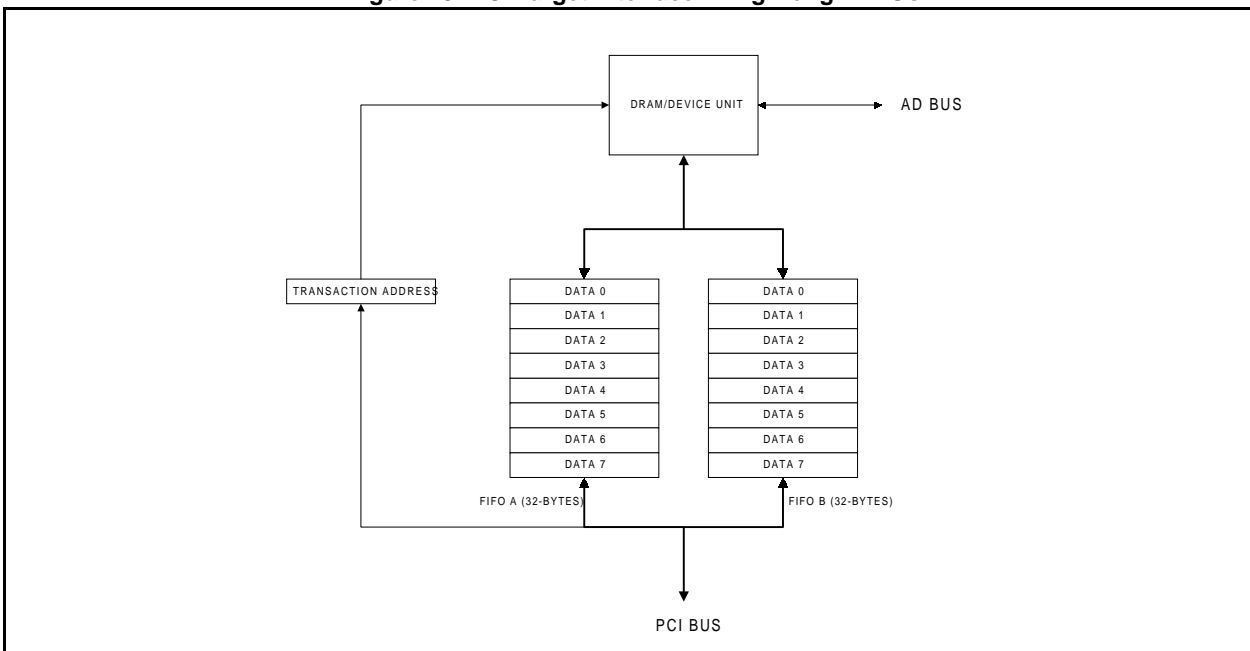 DRAM/DEVICE UNIT
AD BUS
TRANSACTION ADDRESS
DATA 0
DATA 1
DATA 2
DATA 3
DATA 4
DATA 5
DATA 6
DATA 7
DATA 0
DATA 1
DATA 2
DATA 3
DATA 4
DATA 5
DATA 6
DATA 7
FIFO A (32-BYTES)
FIFO B (32-BYTES)
PCI BUS